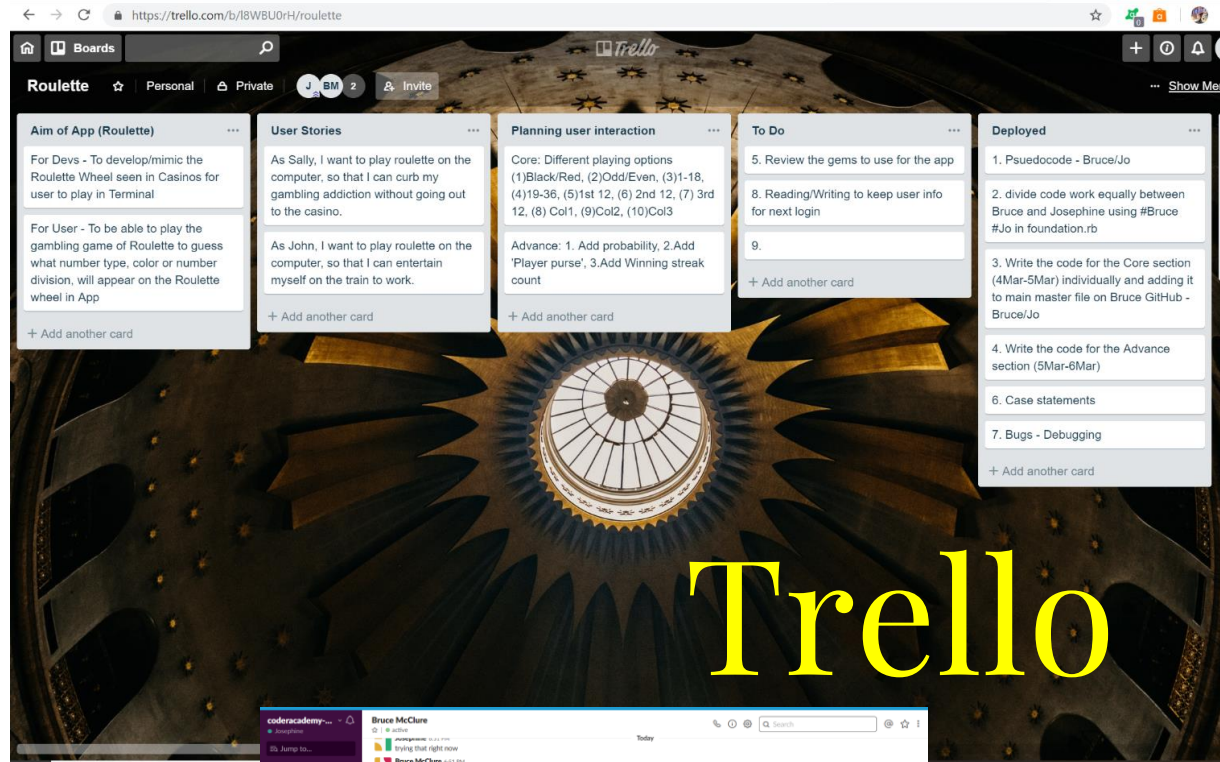 https://trello.com/b/l8WBU0rH/roulette
Boards
Trello
Roulette
Personal
Private
J
BM
2
Invite
... Show Me
Aim of App (Roulette)
For Devs - To develop/mimic the
Roulette Wheel seen in Casinos for
user to play in Terminal
For User - To be able to play the
gambling game of Roulette to guess
what number type, color or number
division, will appear on the Roulette
wheel in App
+ Add another card
User Stories
As Sally, I want to play roulette on the
computer, so that I can curb my
gambling addiction without going out
to the casino.
As John, I want to play roulette on the
computer, so that I can entertain
myself on the train to work.
+ Add another card
Planning user interaction
Core: Different playing options
(1)Black/Red, (2)Odd/Even, (3)1-18,
(4)19-36, (5)1st 12, (6) 2nd 12, (7) 3rd
12, (8) Col1, (9)Col2, (10)Col3
Advance: 1. Add probability, 2.Add
'Player purse', 3.Add Winning streak
count
+ Add another card
To Do
5. Review the gems to use for the app
8. Reading/Writing to keep user info
for next login
9.
+ Add another card
Deployed
1. Psuedocode - Bruce/Jo
2. divide code work equally between
Bruce and Josephine using #Bruce
#Jo in foundation.rb
3. Write the code for the Core section
(4Mar-5Mar) individually and adding it
to main master file on Bruce GitHub -
Bruce/Jo
4. Write the code for the Advance
section (5Mar-6Mar)
6. Case statements
7. Bugs - Debugging
+ Add another card
Trello
coderacademy-...
Josephine
Jump to...
Bruce McClure
active
Search
Today
Josephine
trying that right now
Bruce McClure